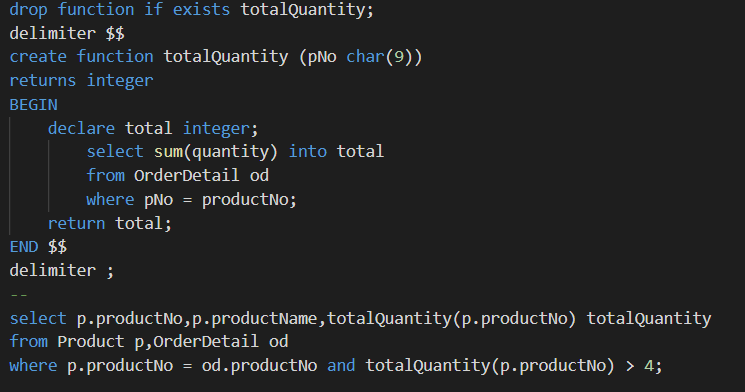 drop function if exists totalQuantity;
delimiter $$
create function totalQuantity (pNo char(9))
returns integer
BEGIN
    declare total integer;
        select sum(quantity) into total
        from OrderDetail od
        where pNo = productNo;
    return total;
END $$
delimiter ;
--
select p.productNo,p.productName,totalQuantity(p.productNo) totalQuantity
from Product p,OrderDetail od
where p.productNo = od.productNo and totalQuantity(p.productNo) > 4;